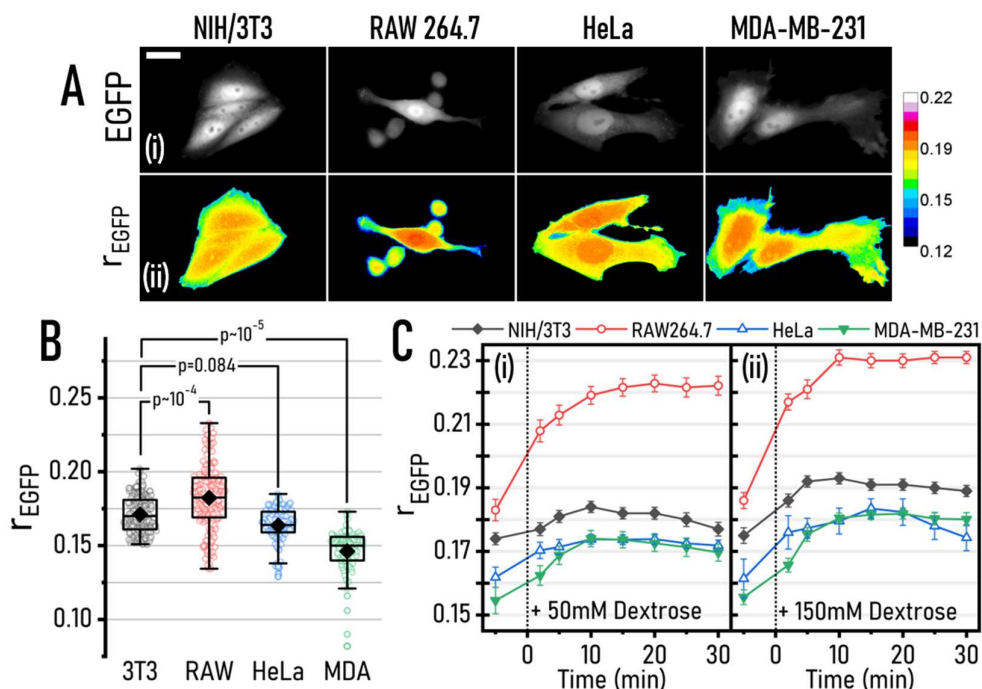 NIH/3T3 RAW 264.7 HeLa MDA-MB-231
A
EGFP
(i)
r_EGFP
(ii)
0.22
0.19
0.16
0.12
B
p~10^-5
p=0.084
p~10^-4
0.25
0.20
0.15
0.10
r_EGFP
3T3 RAW HeLa MDA
C
NIH/3T3 RAW264.7 HeLa MDA-MB-231
(i) (ii)
0.23
0.21
0.19
0.17
0.15
r_EGFP
+ 50mM Dextrose + 150mM Dextrose
0 10 20 30 0 10 20 30
Time (min) Time (min)